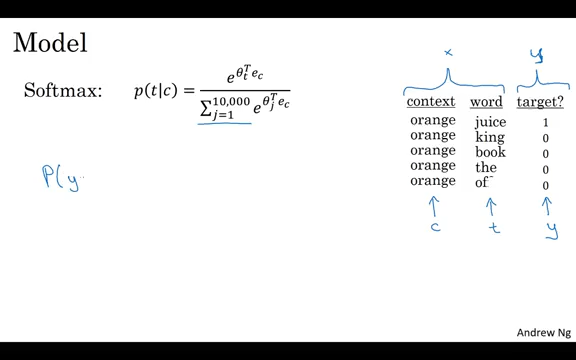 Model
x y
Softmax: p(t|c) = e^{θ_t^T e_c} / ∑_{j=1}^{10,000} e^{θ_j^T e_c}
context word target?
orange juice 1
orange king 0
orange book 0
orange the 0
orange of 0
P(y
c t y
Andrew Ng